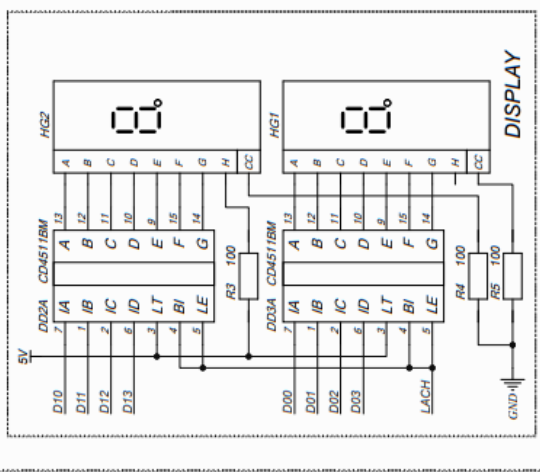 DISPLAY
HG2
A
B
C
D
E
F
G
H
CC
13
12
11
10
9
15
14
DD2A CD4511BM
IA A
IB B
IC C
ID D
LT E
BI F
LE G
7
1
2
6
3
4
5
R3 100
5V
D10
D11
D12
D13
HG1
A
B
C
D
E
F
G
H
CC
13
12
11
10
9
15
14
DD3A CD4511BM
IA A
IB B
IC C
ID D
LT E
BI F
LE G
7
1
2
6
3
4
5
R4 100
R5 100
D00
D01
D02
D03
LACH
GND